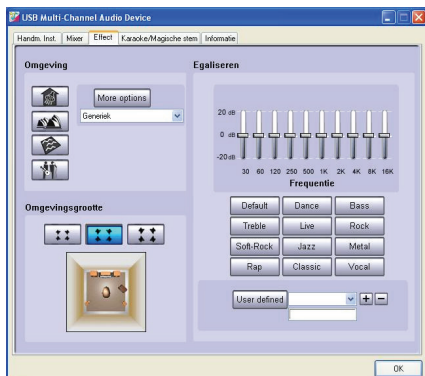 USB Multi-Channel Audio Device
Handm. Inst. Mixer Effect Karaoke/Magische stem Informatie
Omgeving
More options
Generiek
Omgevingsgrootte
Egaliseren
20 dB
0 dB
-20 dB
30 60 120 250 500 1K 2K 4K 8K 16K
Frequentie
Default Dance Bass
Treble Live Rock
Soft-Rock Jazz Metal
Rap Classic Vocal
User defined
OK